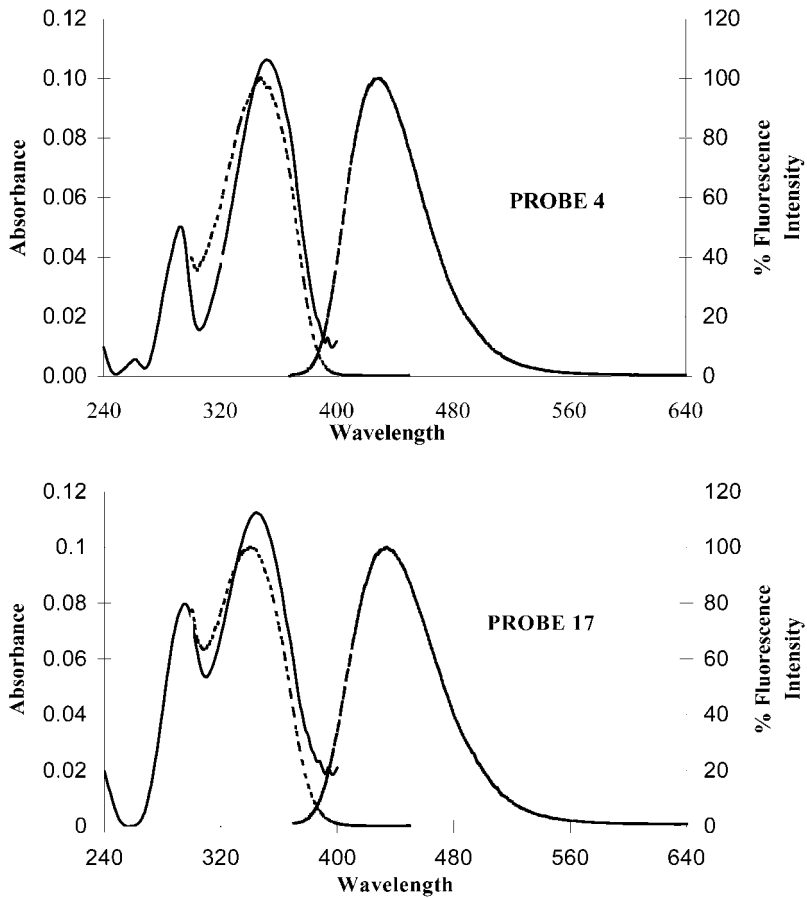 0.12
0.10
0.08
0.06
0.04
0.02
0.00
Absorbance
120
100
80
60
40
20
0
% Fluorescence
Intensity
PROBE 4
240 320 400 480 560 640
Wavelength
0.12
0.1
0.08
0.06
0.04
0.02
0
Absorbance
120
100
80
60
40
20
0
% Fluorescence
Intensity
PROBE 17
240 320 400 480 560 640
Wavelength